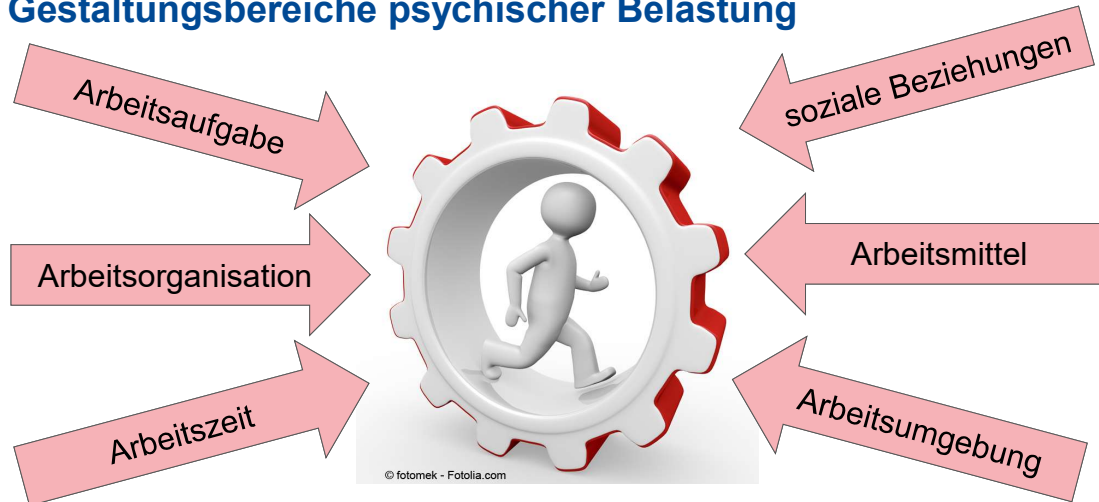 Gestaltungsbereiche psychischer Belastung
Arbeitsaufgabe
soziale Beziehungen
Arbeitsorganisation
Arbeitsmittel
Arbeitszeit
Arbeitsumgebung
© fotomek - Fotolia.com